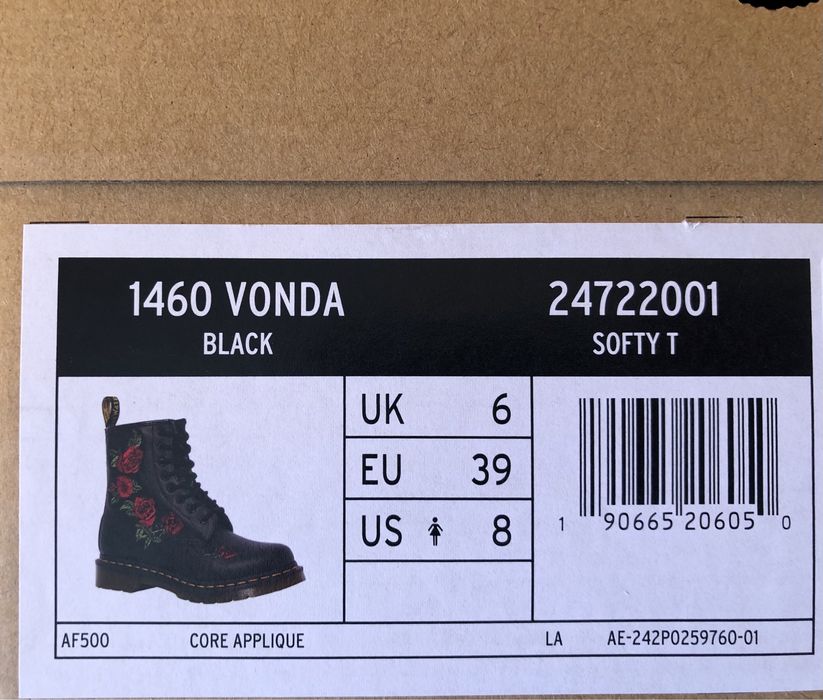 1460 VONDA
BLACK
24722001
SOFTY T
UK 6
EU 39
US 8
1 90665 20605 0
AF500 CORE APPLIQUE LA AE-242P0259760-01